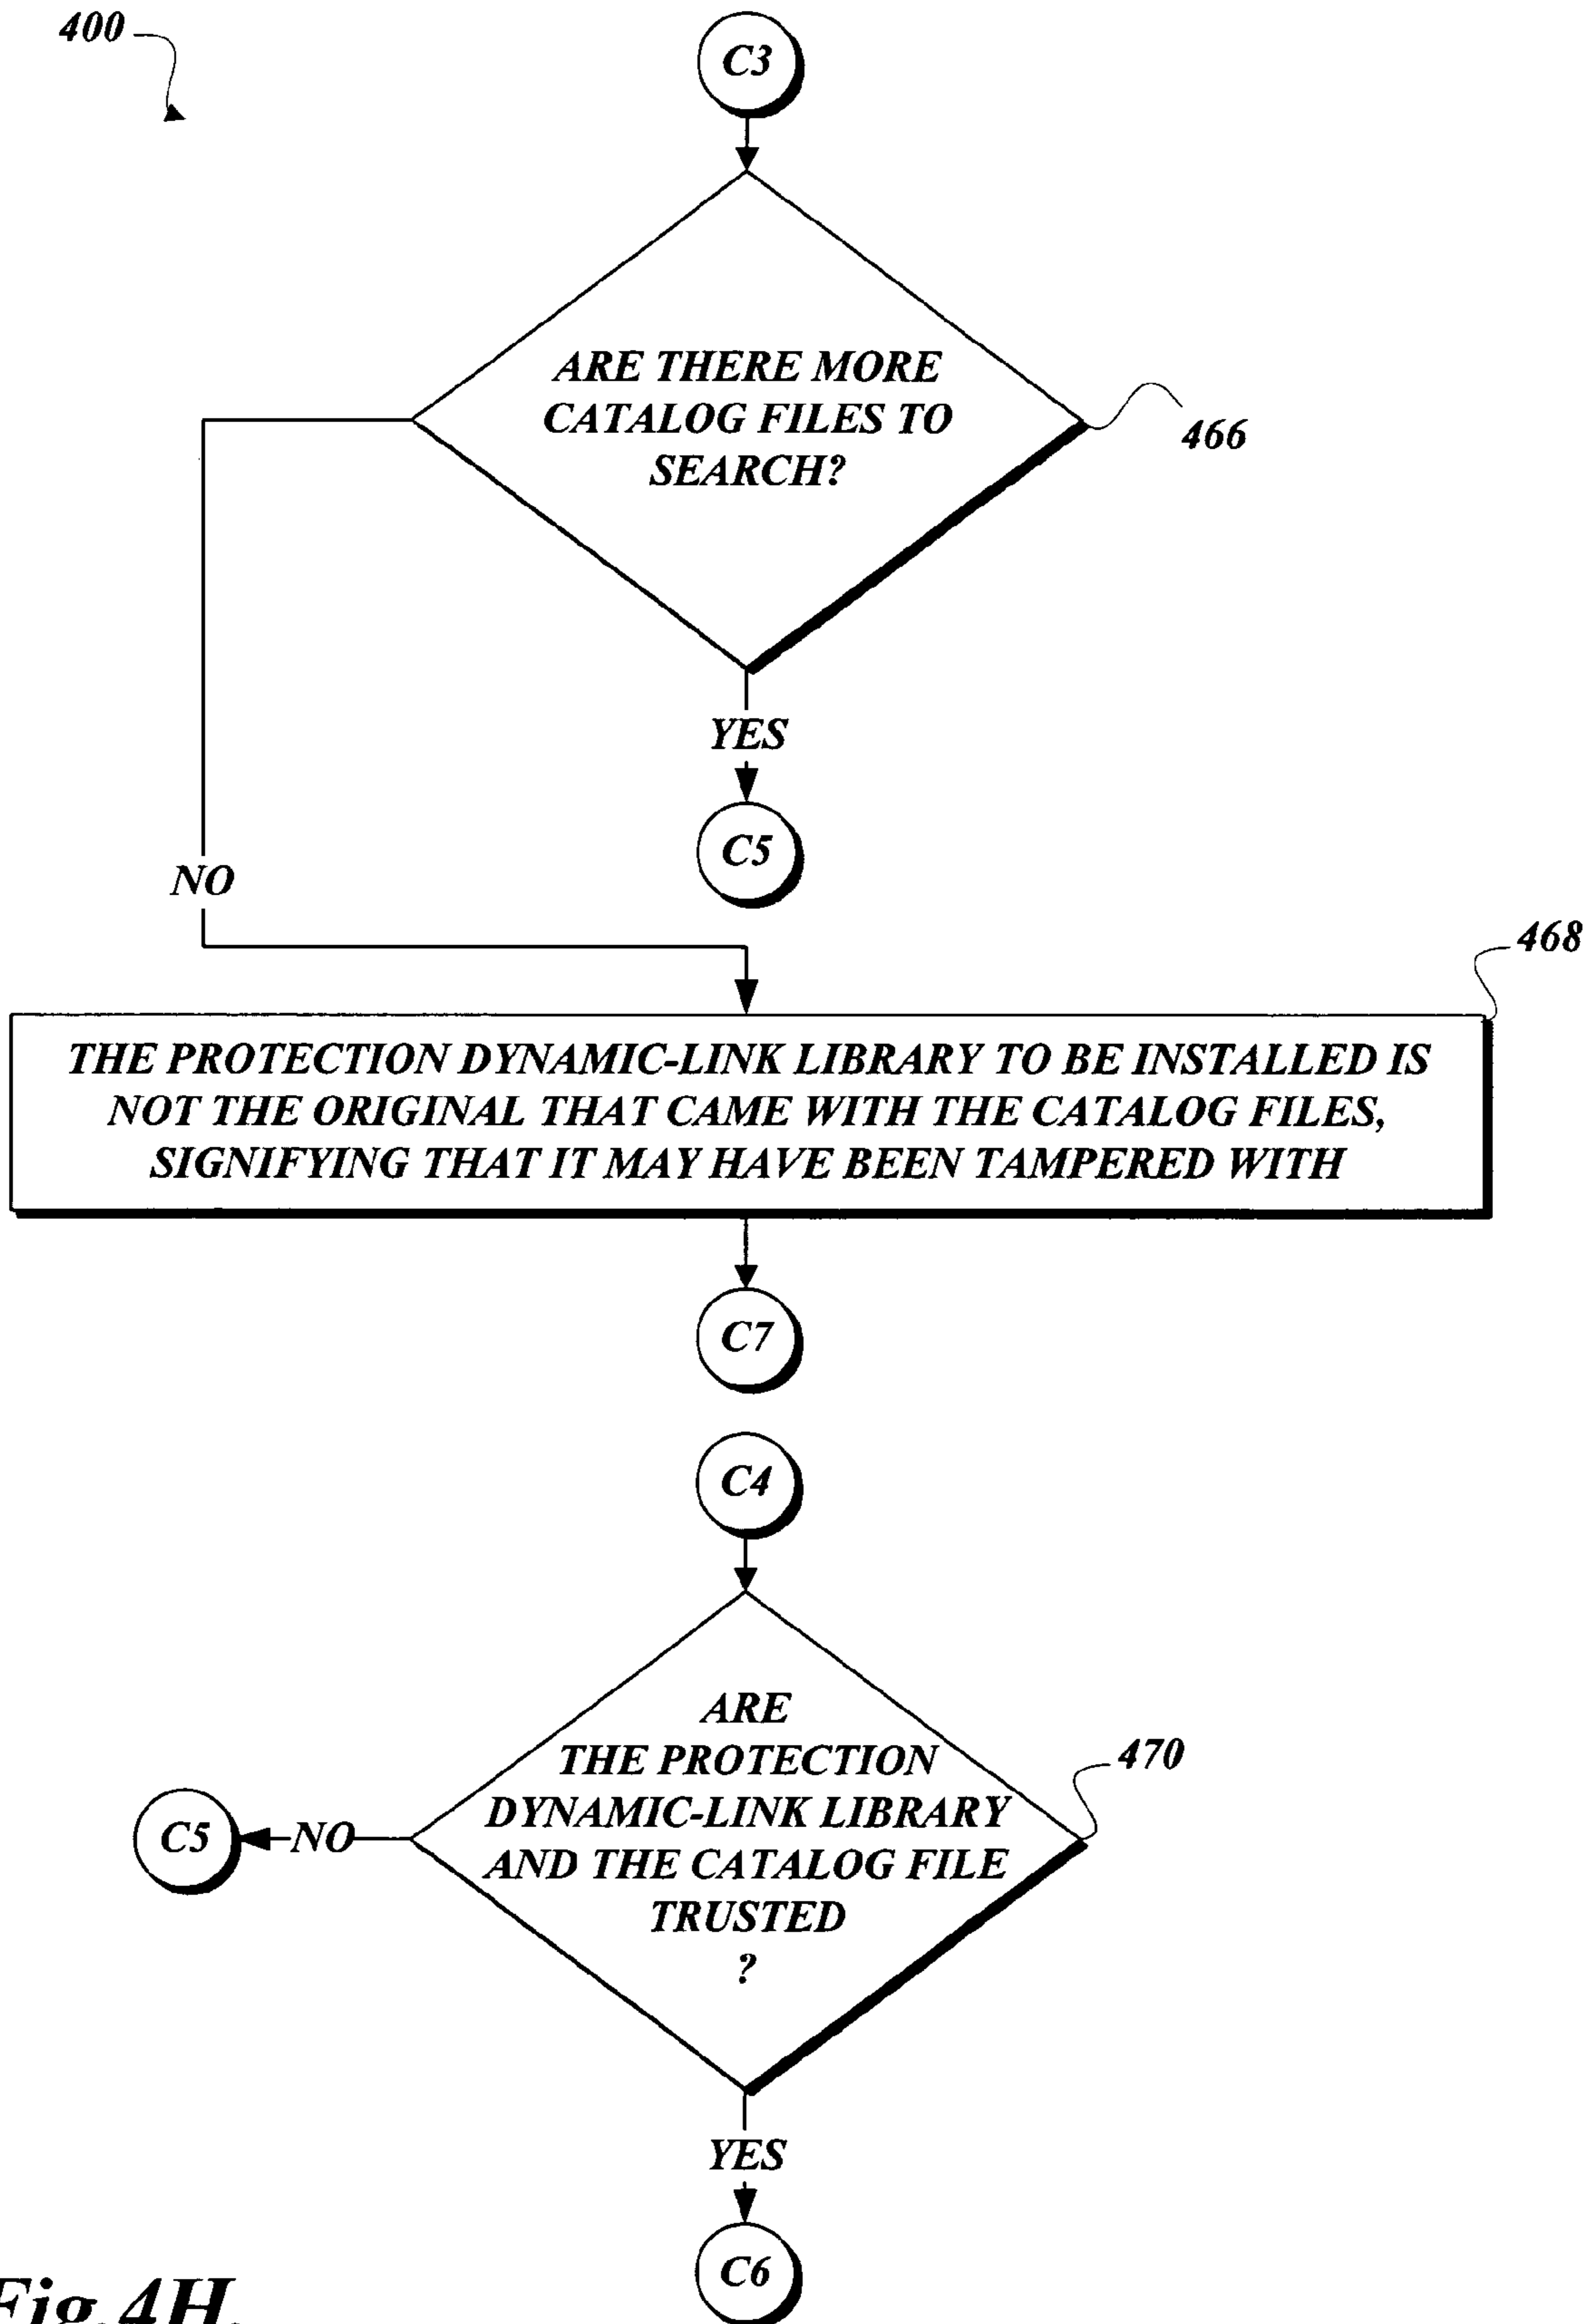 400
C3
ARE THERE MORE
CATALOG FILES TO
SEARCH?
466
YES
C5
NO
468
THE PROTECTION DYNAMIC-LINK LIBRARY TO BE INSTALLED IS
NOT THE ORIGINAL THAT CAME WITH THE CATALOG FILES,
SIGNIFYING THAT IT MAY HAVE BEEN TAMPERED WITH
C7
C4
ARE
THE PROTECTION
DYNAMIC-LINK LIBRARY
AND THE CATALOG FILE
TRUSTED
?
470
C5
NO
YES
C6
Fig.4H.